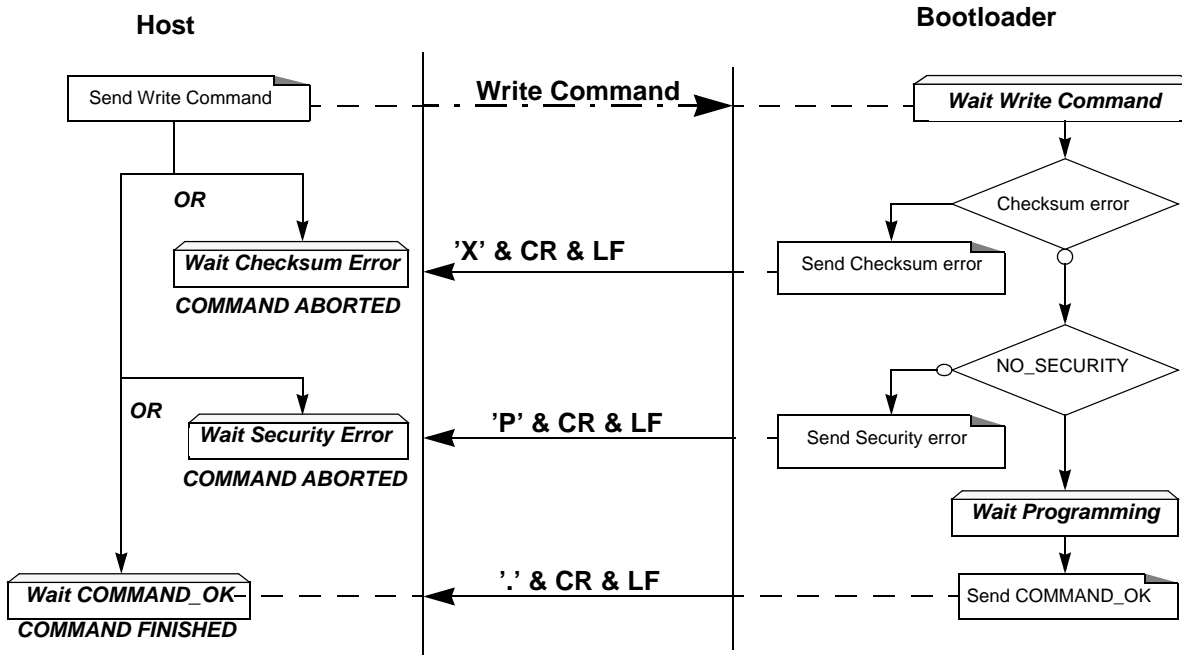 Host
Bootloader
Send Write Command
Write Command
Wait Write Command
OR
Checksum error
Wait Checksum Error
'X' & CR & LF
Send Checksum error
COMMAND ABORTED
NO_SECURITY
OR
Wait Security Error
'P' & CR & LF
Send Security error
COMMAND ABORTED
Wait Programming
Wait COMMAND_OK
'.' & CR & LF
Send COMMAND_OK
COMMAND FINISHED